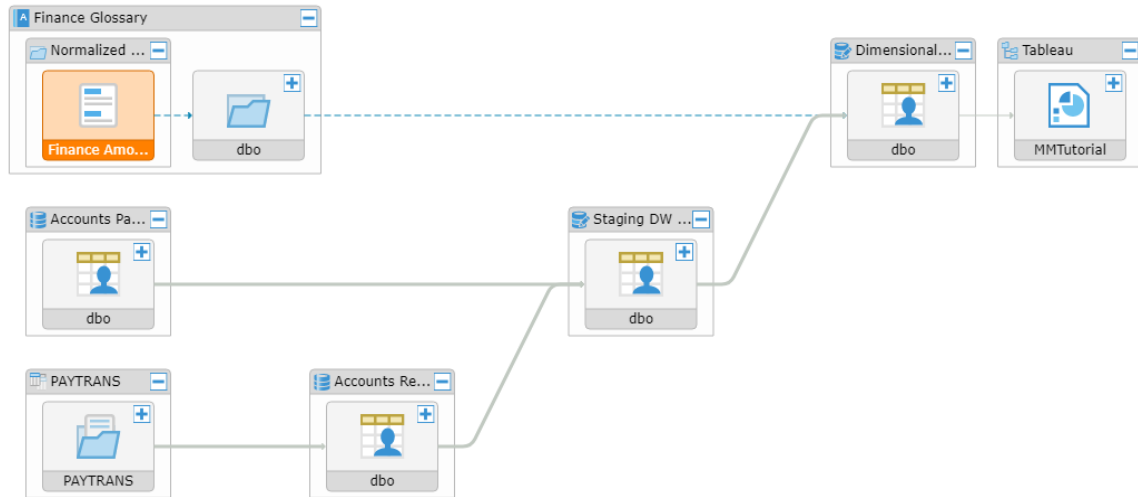 Finance Glossary
Normalized ...
Finance Amo...
dbo
Dimensional...
dbo
Tableau
MMTutorial
Accounts Pa...
dbo
Staging DW ...
dbo
PAYTRANS
PAYTRANS
Accounts Re...
dbo